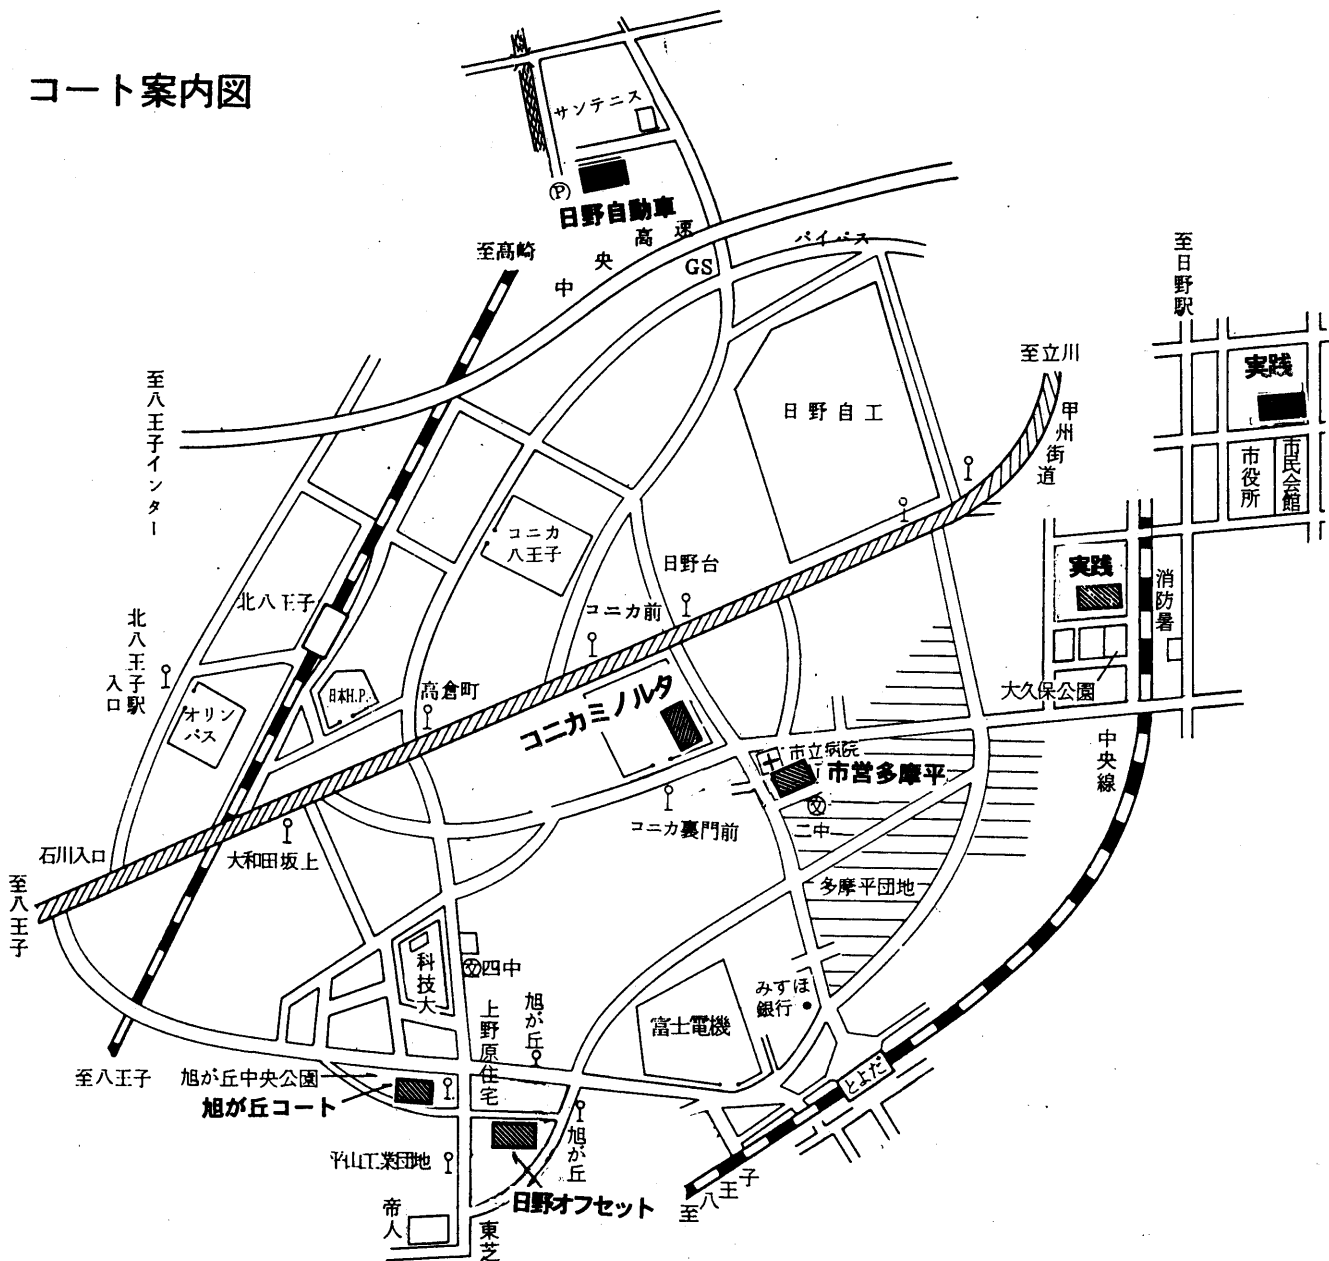 コート案内図
サンテニス
Ⓟ
日野自動車
中央高速
至高崎
GS
バイパス
至日野駅
至立川
甲州街道
実践
市役所
市民会館
日野自工
至八王子インター
コニカ
八王子
日野台
コニカ前
北八王子
北八王子駅
入口
日本H.P.
高倉町
オリン
パス
コニカミノルタ
実践
消防署
大久保公園
中央線
市立病院
市営多摩平
文
二中
コニカ裏門前
石川入口
大和田坂上
至八王子
多摩平団地
科技大
文四中
上野原住宅
旭が丘
みずほ
銀行
富士電機
とよだ
至八王子
旭が丘中央公園
旭が丘コート
旭が丘
平山工業団地
日野オフセット
至八王子
帝人
東芝